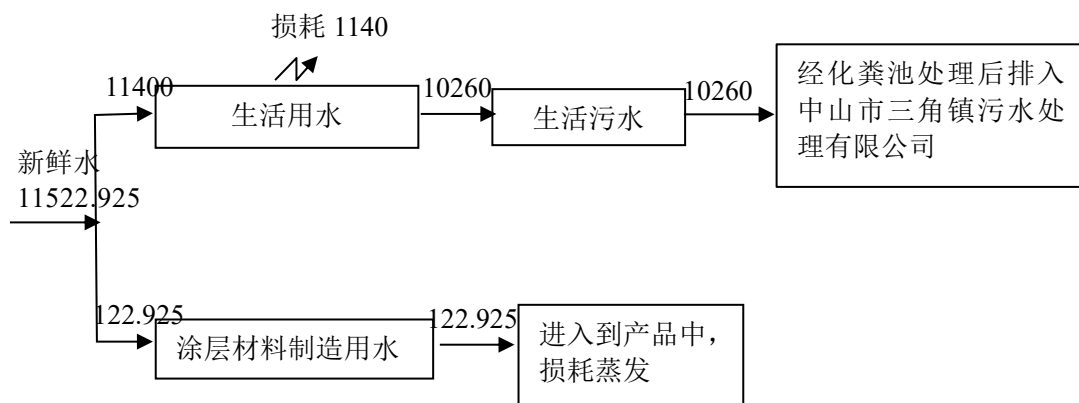 损耗 1140
11400
生活用水
10260
生活污水
10260
经化粪池处理后排入
中山市三角镇污水处
理有限公司
新鲜水
11522.925
122.925
涂层材料制造用水
122.925
进入到产品中，
损耗蒸发